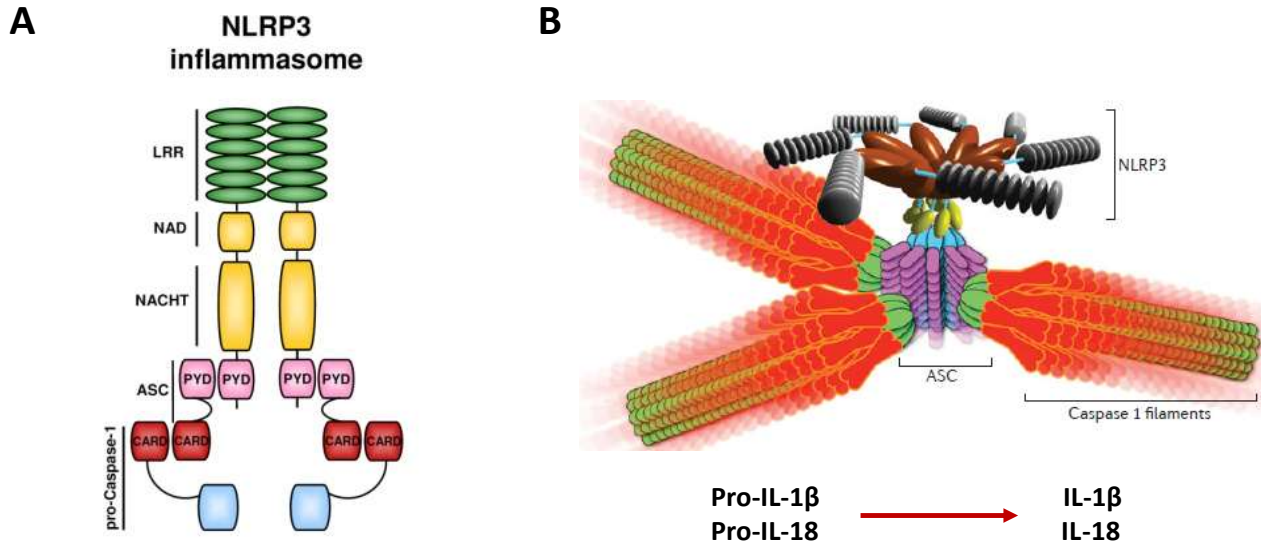 A
NLRP3
inflammasome
LRR
NAD
NACHT
ASC
PYD PYD PYD PYD
pro-Caspase-1
CARD CARD CARD CARD
B
NLRP3
ASC
Caspase 1 filaments
Pro-IL-1β IL-1β
Pro-IL-18 IL-18